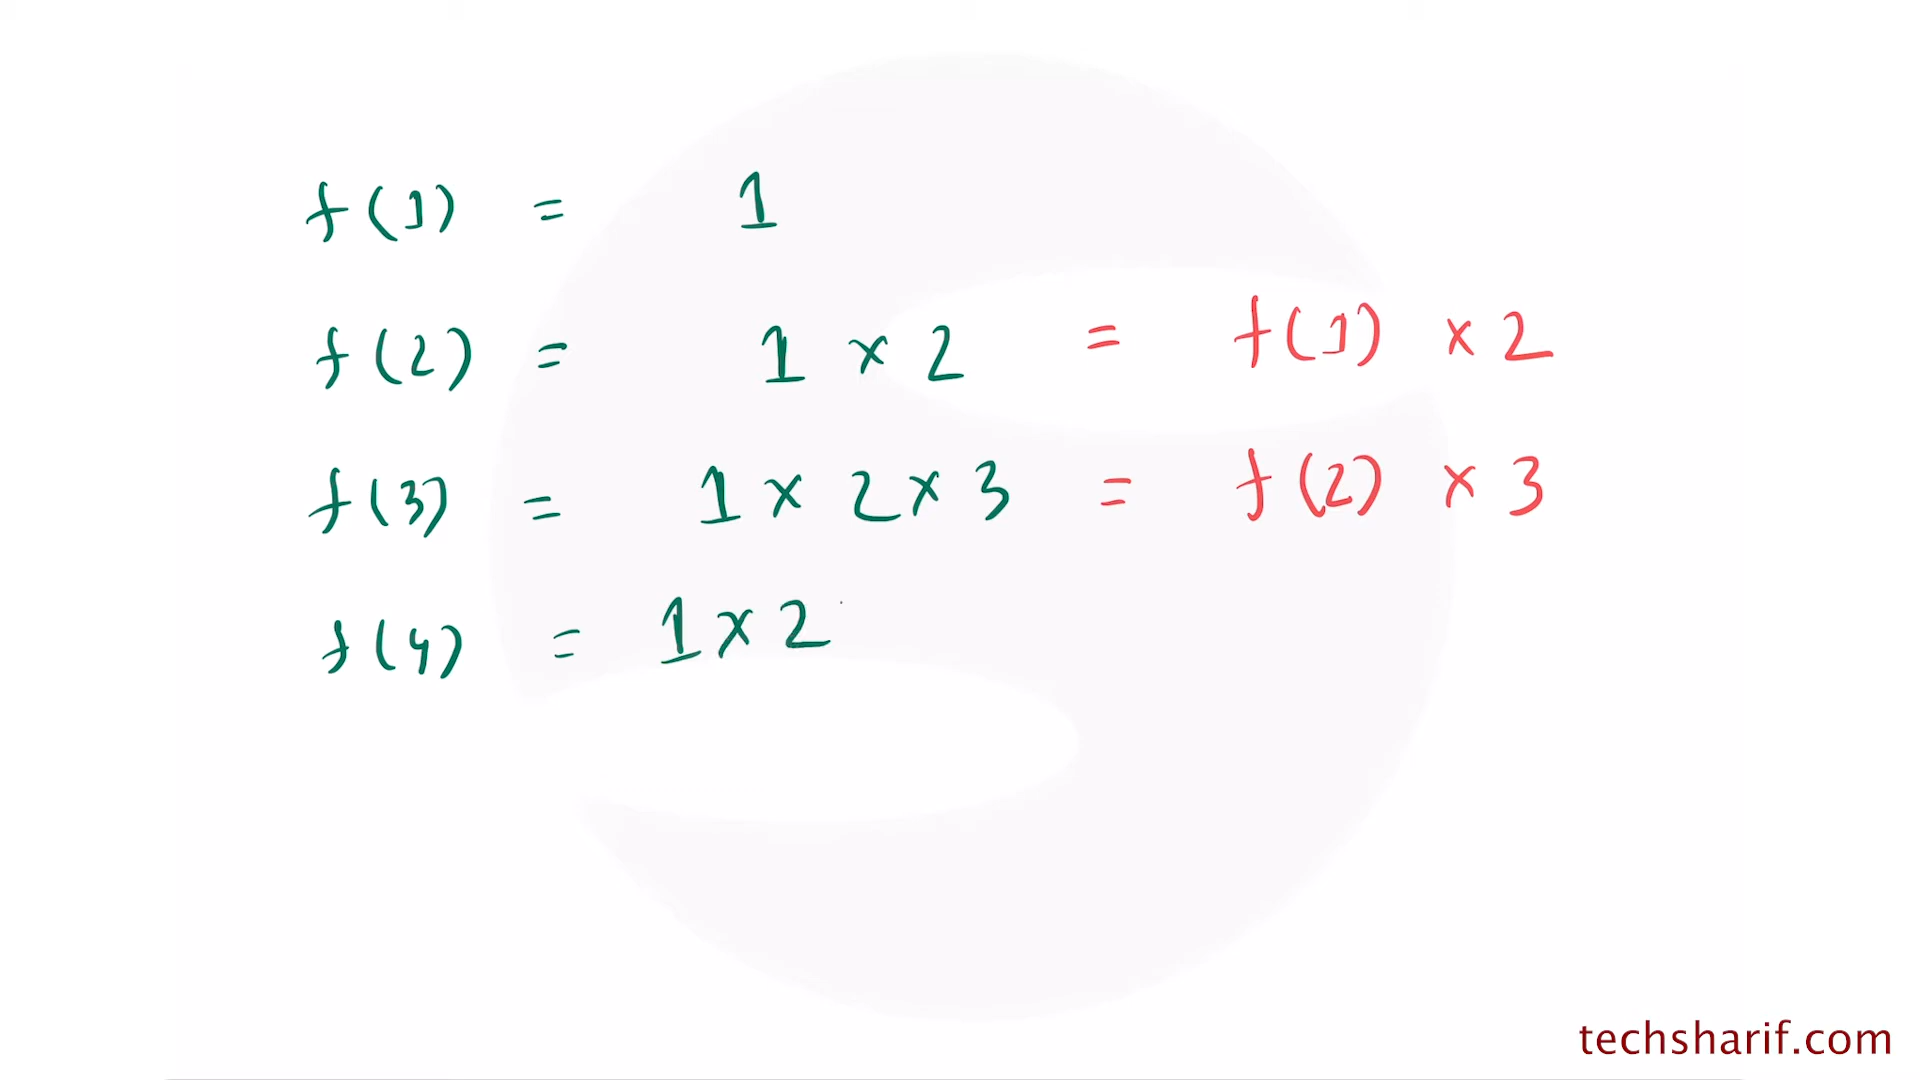 f(1) = 1
f(2) = 1 × 2 = f(1) × 2
f(3) = 1 × 2 × 3 = f(2) × 3
f(4) = 1 × 2
techsharif.com